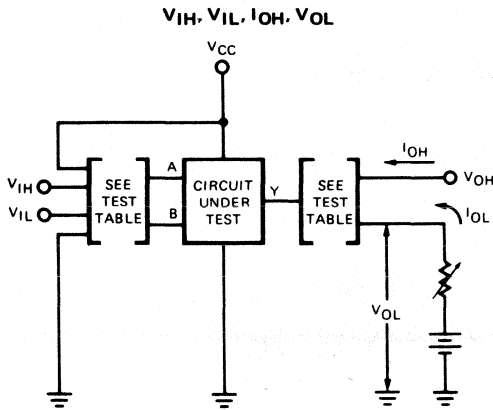 VIH, VIL, IOH, VOL
VCC
A
B
Y
VIH
VIL
SEE
TEST
TABLE
CIRCUIT
UNDER
TEST
SEE
TEST
TABLE
IOH
VOH
IOL
VOL